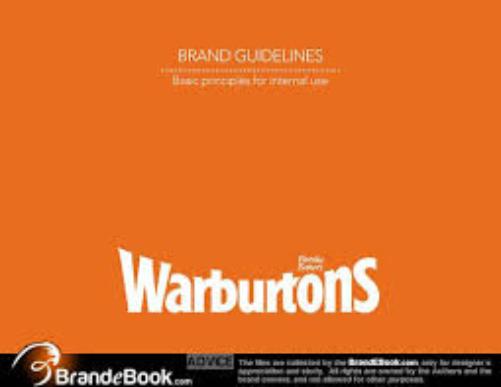 BRAND GUIDELINES
Basic principles for internal use
Family Bakers
Warburtons
BrandeBook.com
ADVICE
The files are collected by the BrandEBook.com only for designer's
appreciation and study. All rights are owned by the Authors and the
brand owners, and not allowed for other purposes.